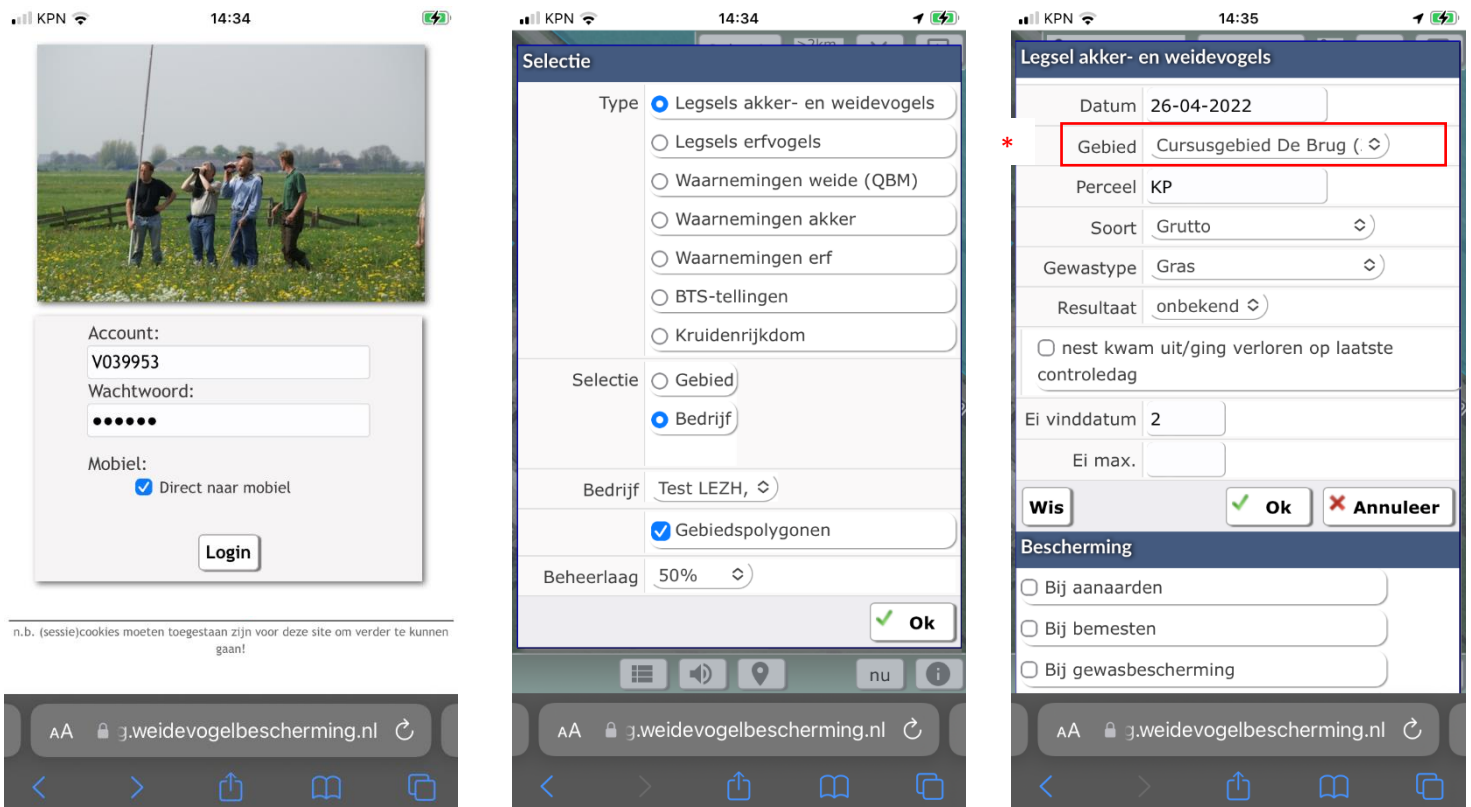 KPN 14:34
Account:
V039953
Wachtwoord:
●●●●●●
Mobiel:
Direct naar mobiel
Login
n.b. (sessie)cookies moeten toegestaan zijn voor deze site om verder te kunnen
gaan!
AA g.weidevogelbescherming.nl
KPN 14:34
>2km
Selectie
Type Legsels akker- en weidevogels
Legsels erfvogels
Waarnemingen weide (QBM)
Waarnemingen akker
Waarnemingen erf
BTS-tellingen
Kruidenrijkdom
Selectie Gebied
Bedrijf
Bedrijf Test LEZH,
Gebiedspolygonen
Beheerlaag 50%
Ok
nu
AA g.weidevogelbescherming.nl
KPN 14:35
Legsel akker- en weidevogels
Datum 26-04-2022
* Gebied Cursusgebied De Brug (
Perceel KP
Soort Grutto
Gewastype Gras
Resultaat onbekend
nest kwam uit/ging verloren op laatste
controledag
Ei vinddatum 2
Ei max.
Wis Ok Annuleer
Bescherming
Bij aanaarden
Bij bemesten
Bij gewasbescherming
AA g.weidevogelbescherming.nl